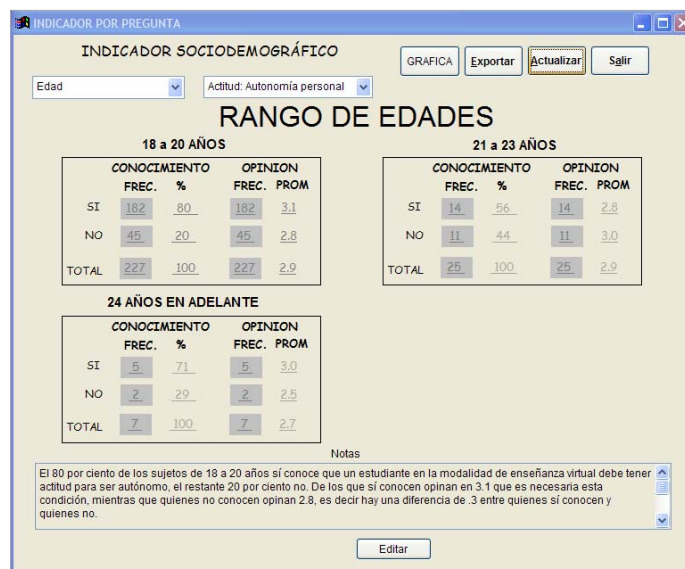 INDICADOR POR PREGUNTA
INDICADOR SOCIODEMOGRÁFICO
GRAFICA Exportar Actualizar Salir
Edad Actitud: Autonomía personal
RANGO DE EDADES
18 a 20 AÑOS
CONOCIMIENTO OPINION
FREC. % FREC. PROM
SI 182 80 182 3.1
NO 45 20 45 2.8
TOTAL 227 100 227 2.9
21 a 23 AÑOS
CONOCIMIENTO OPINION
FREC. % FREC. PROM
SI 14 56 14 2.8
NO 11 44 11 3.0
TOTAL 25 100 25 2.9
24 AÑOS EN ADELANTE
CONOCIMIENTO OPINION
FREC. % FREC. PROM
SI 5 71 5 3.0
NO 2 29 2 2.5
TOTAL 7 100 7 2.7
Notas
El 80 por ciento de los sujetos de 18 a 20 años sí conoce que un estudiante en la modalidad de enseñanza virtual debe tener
actitud para ser autónomo, el restante 20 por ciento no. De los que sí conocen opinan en 3.1 que es necesaria esta
condición, mientras que quienes no conocen opinan 2.8, es decir hay una diferencia de .3 entre quienes sí conocen y
quienes no.
Editar